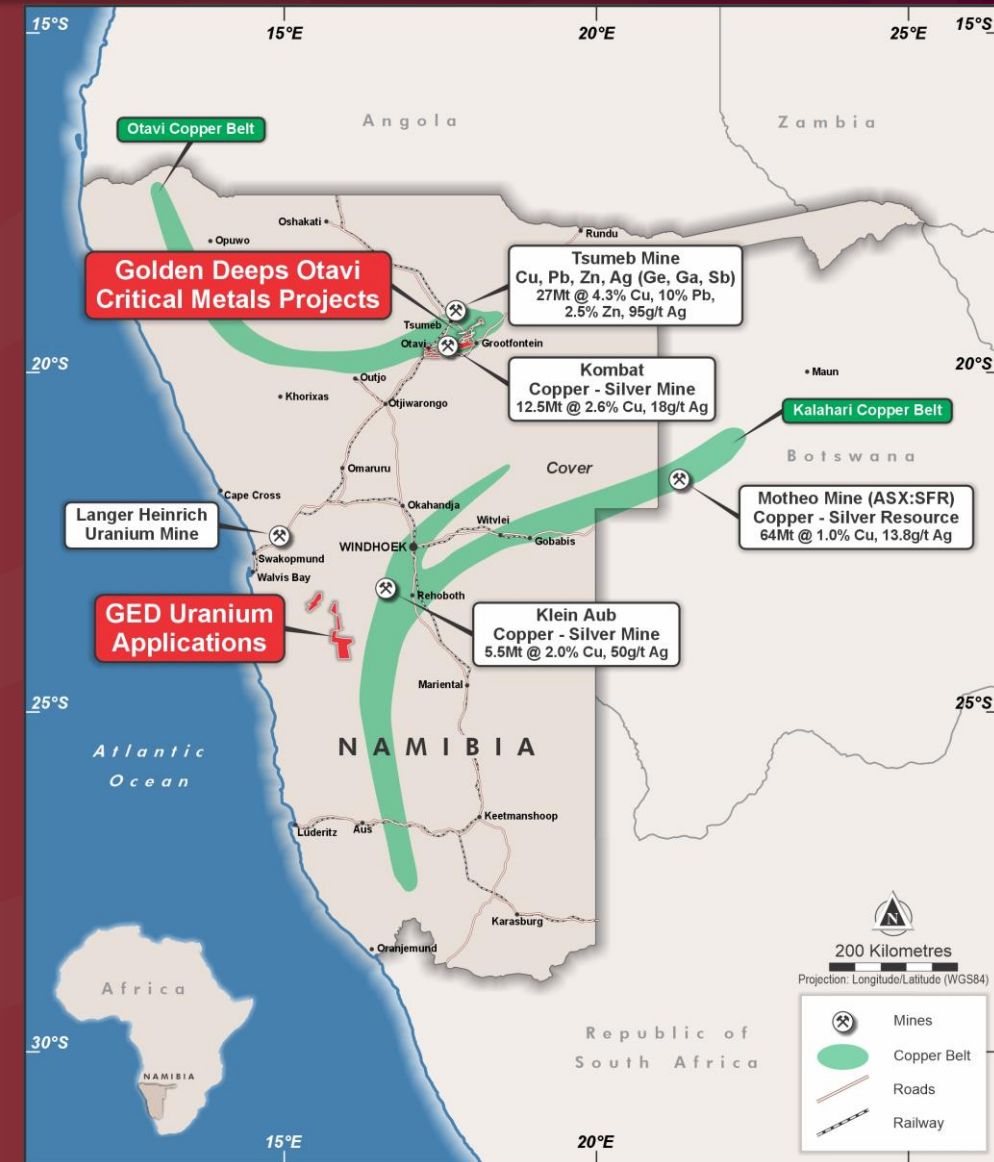 15°S
15°E
20°E
25°E
15°S
Angola
Zambia
Otavi Copper Belt
Oshakati
Opuwo
Rundu
Golden Deeps Otavi
Critical Metals Projects
Tsumeb Mine
Cu, Pb, Zn, Ag (Ge, Ga, Sb)
27Mt @ 4.3% Cu, 10% Pb,
2.5% Zn, 95g/t Ag
Tsumeb
Otavi
Grootfontein
20°S
20°S
Kombat
Copper - Silver Mine
12.5Mt @ 2.6% Cu, 18g/t Ag
Maun
Outjo
Khorixas
Otjiwarongo
Kalahari Copper Belt
Botswana
Cover
Omaruru
Cape Cross
Okahandja
Motheo Mine (ASX:SFR)
Copper - Silver Resource
64Mt @ 1.0% Cu, 13.8g/t Ag
Langer Heinrich
Uranium Mine
Witvlei
Gobabis
WINDHOEK
Swakopmund
Walvis Bay
Rehoboth
GED Uranium
Applications
Klein Aub
Copper - Silver Mine
5.5Mt @ 2.0% Cu, 50g/t Ag
Mariental
25°S
25°S
NAMIBIA
Atlantic
Ocean
Keetmanshoop
Luderitz
Aus
Karasburg
Oranjemund
N
200 Kilometres
Projection: Longitude/Latitude (WGS84)
Africa
NAMIBIA
Republic of
South Africa
Mines
Copper Belt
Roads
Railway
30°S
15°E
20°E